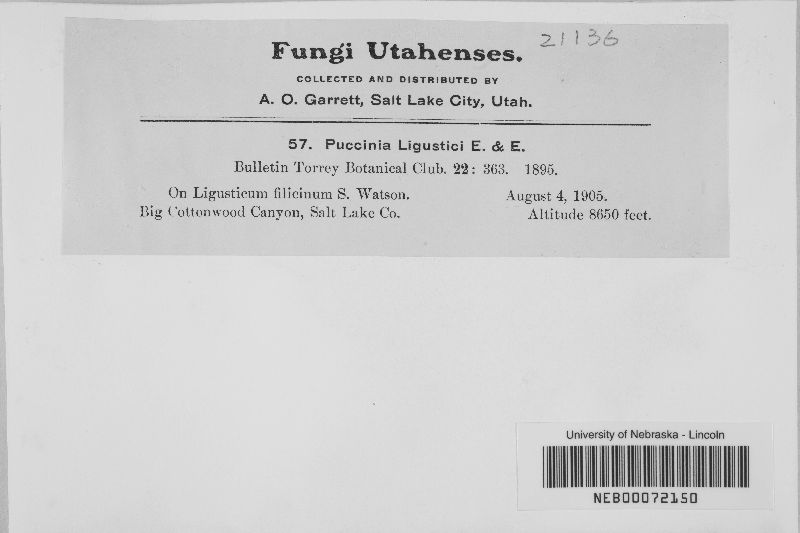 21136
Fungi Utahenses.
COLLECTED AND DISTRIBUTED BY
A. O. Garrett, Salt Lake City, Utah.
57. Puccinia Ligustici E. & E.
Bulletin Torrey Botanical Club. 22: 363. 1895.
On Ligusticum filicinum S. Watson. August 4, 1905.
Big Cottonwood Canyon, Salt Lake Co. Altitude 8650 feet.
University of Nebraska - Lincoln
NEB00072150